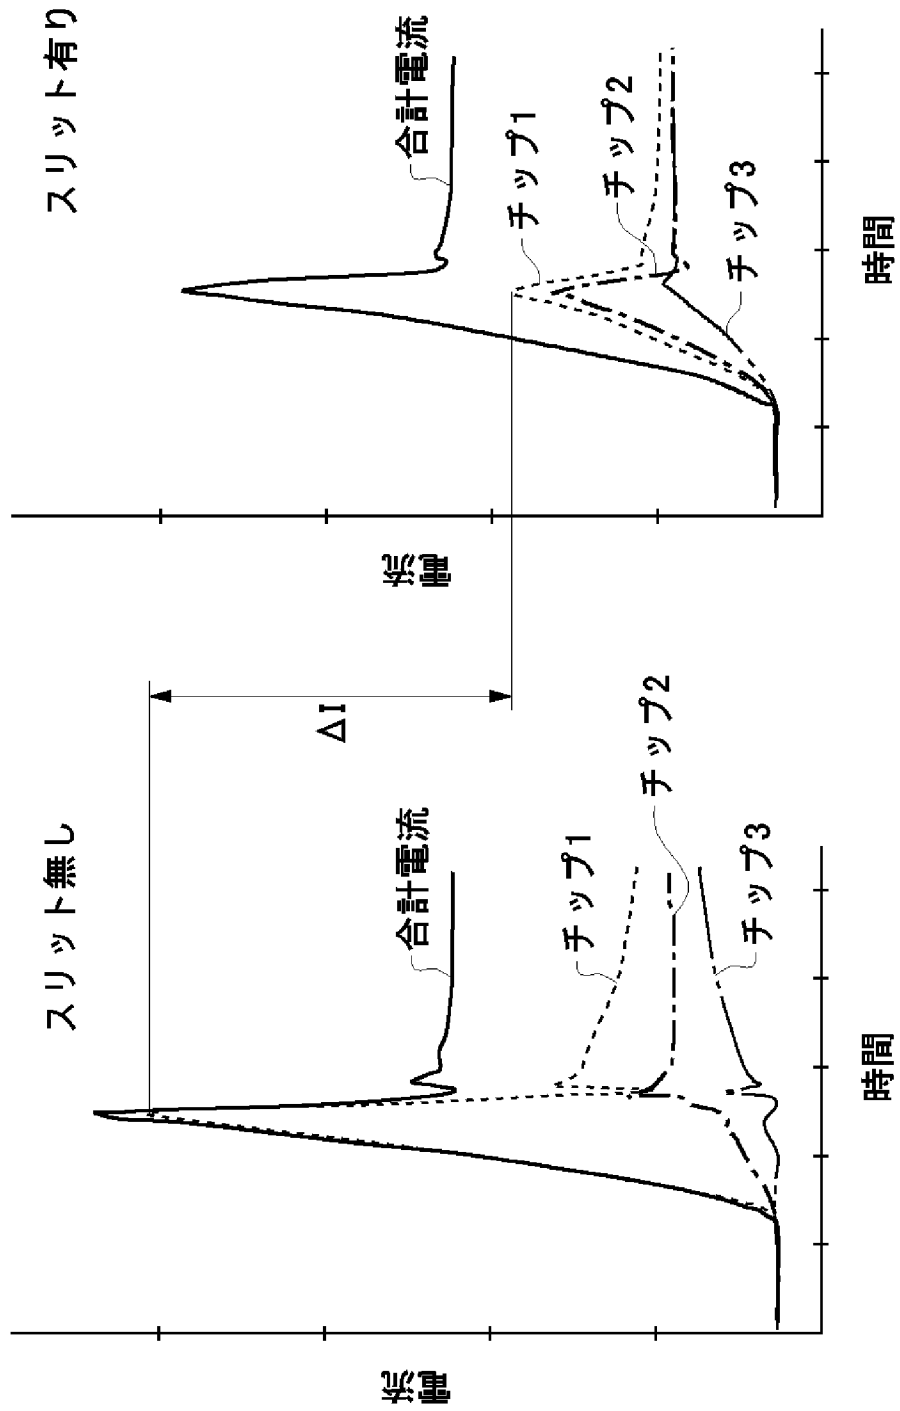 スリット無し
合計電流
チップ1
チップ2
チップ3
電流
時間
ΔI
スリット有り
合計電流
チップ1
チップ2
チップ3
電流
時間